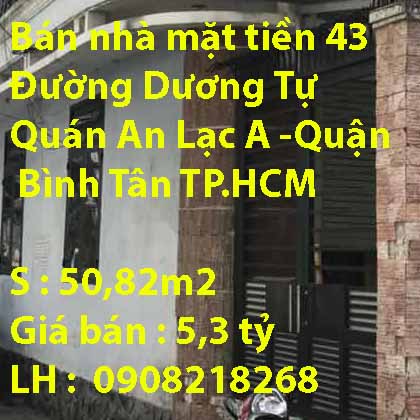 Bán nhà mặt tiền 43
Đường Dương Tự
Quán An Lạc A -Quận
Bình Tân TP.HCM
S : 50,82m2
Giá bán : 5,3 tỷ
LH : 0908218268